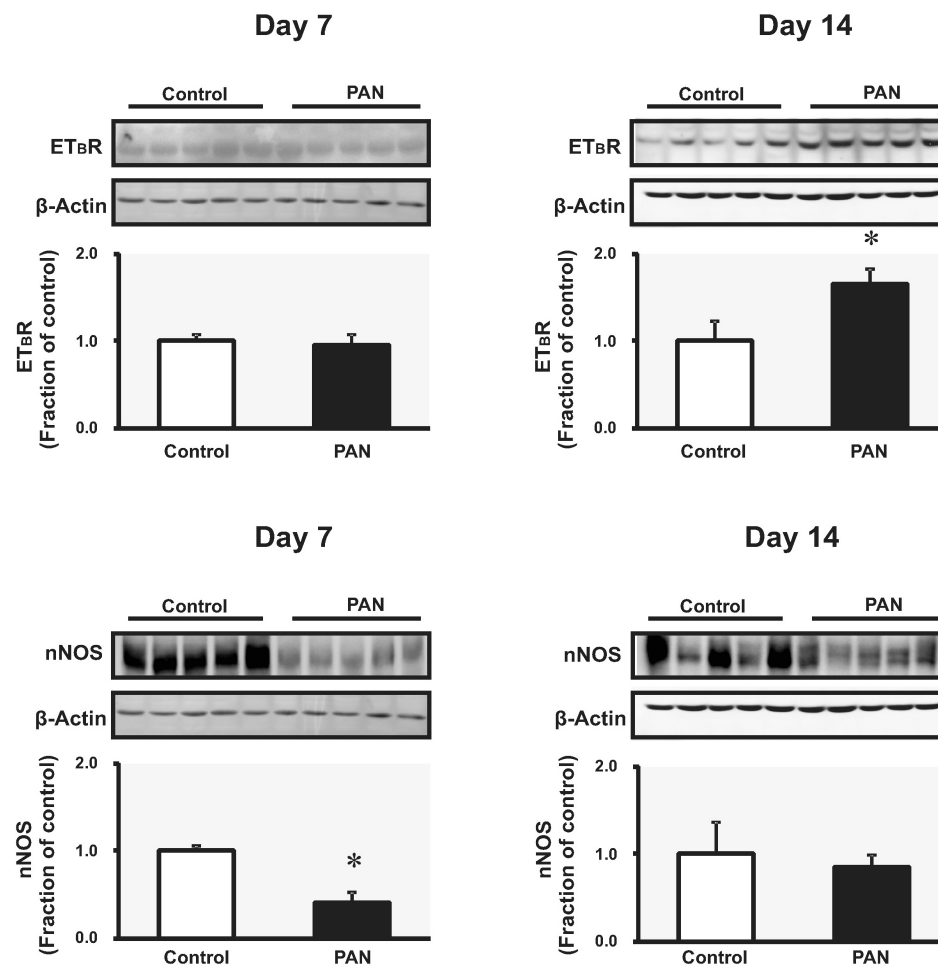 Day 7
Day 14
Control PAN
Control PAN
ETBR
ETBR
β-Actin
β-Actin
2.0
1.0
0.0
ETBR
(Fraction of control)
Control PAN
*
2.0
1.0
0.0
ETBR
(Fraction of control)
Control PAN
Day 7
Day 14
Control PAN
Control PAN
nNOS
nNOS
β-Actin
β-Actin
2.0
1.0
0.0
nNOS
(Fraction of control)
*
Control PAN
2.0
1.0
0.0
nNOS
(Fraction of control)
Control PAN